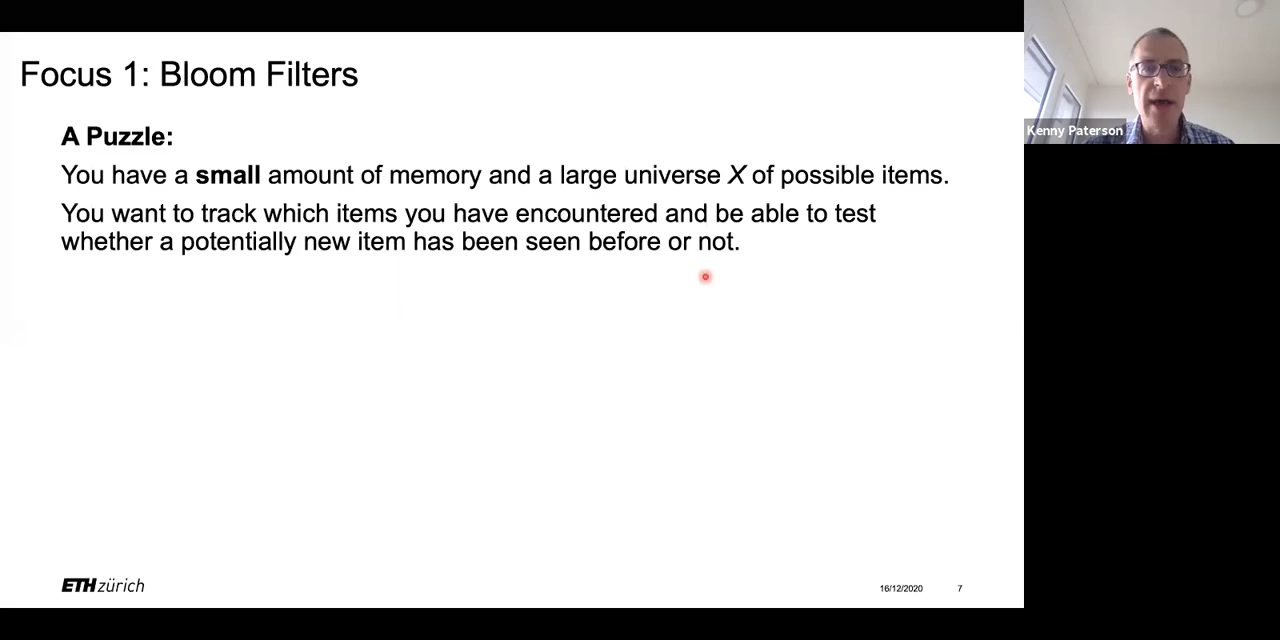 Focus 1: Bloom Filters
A Puzzle:
You have a small amount of memory and a large universe X of possible items.
You want to track which items you have encountered and be able to test
whether a potentially new item has been seen before or not.
Kenny Paterson
ETH zürich
16/12/2020
7